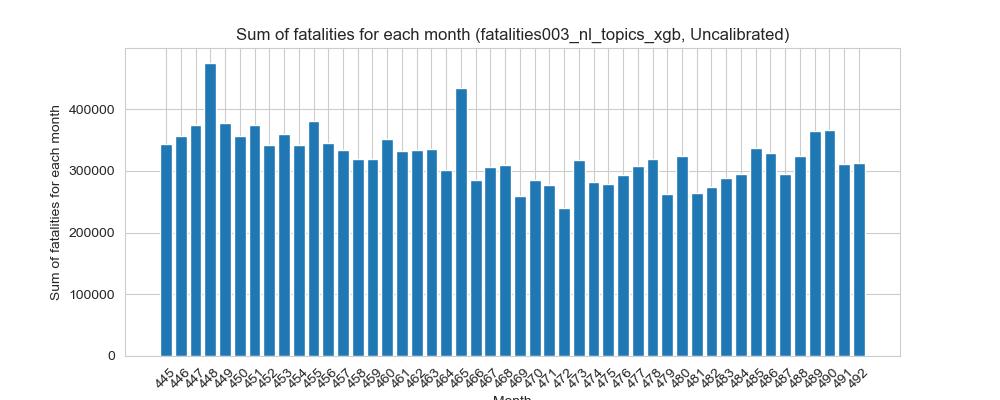 Sum of fatalities for each month (fatalities003_nl_topics_xgb, Uncalibrated)
Sum of fatalities for each month
400000
300000
200000
100000
0
445 446 447 448 449 450 451 452 453 454 455 456 457 458 459 460 461 462 463 464 465 466 467 468 469 470 471 472 473 474 475 476 477 478 479 480 481 482 483 484 485 486 487 488 489 490 491 492
Month